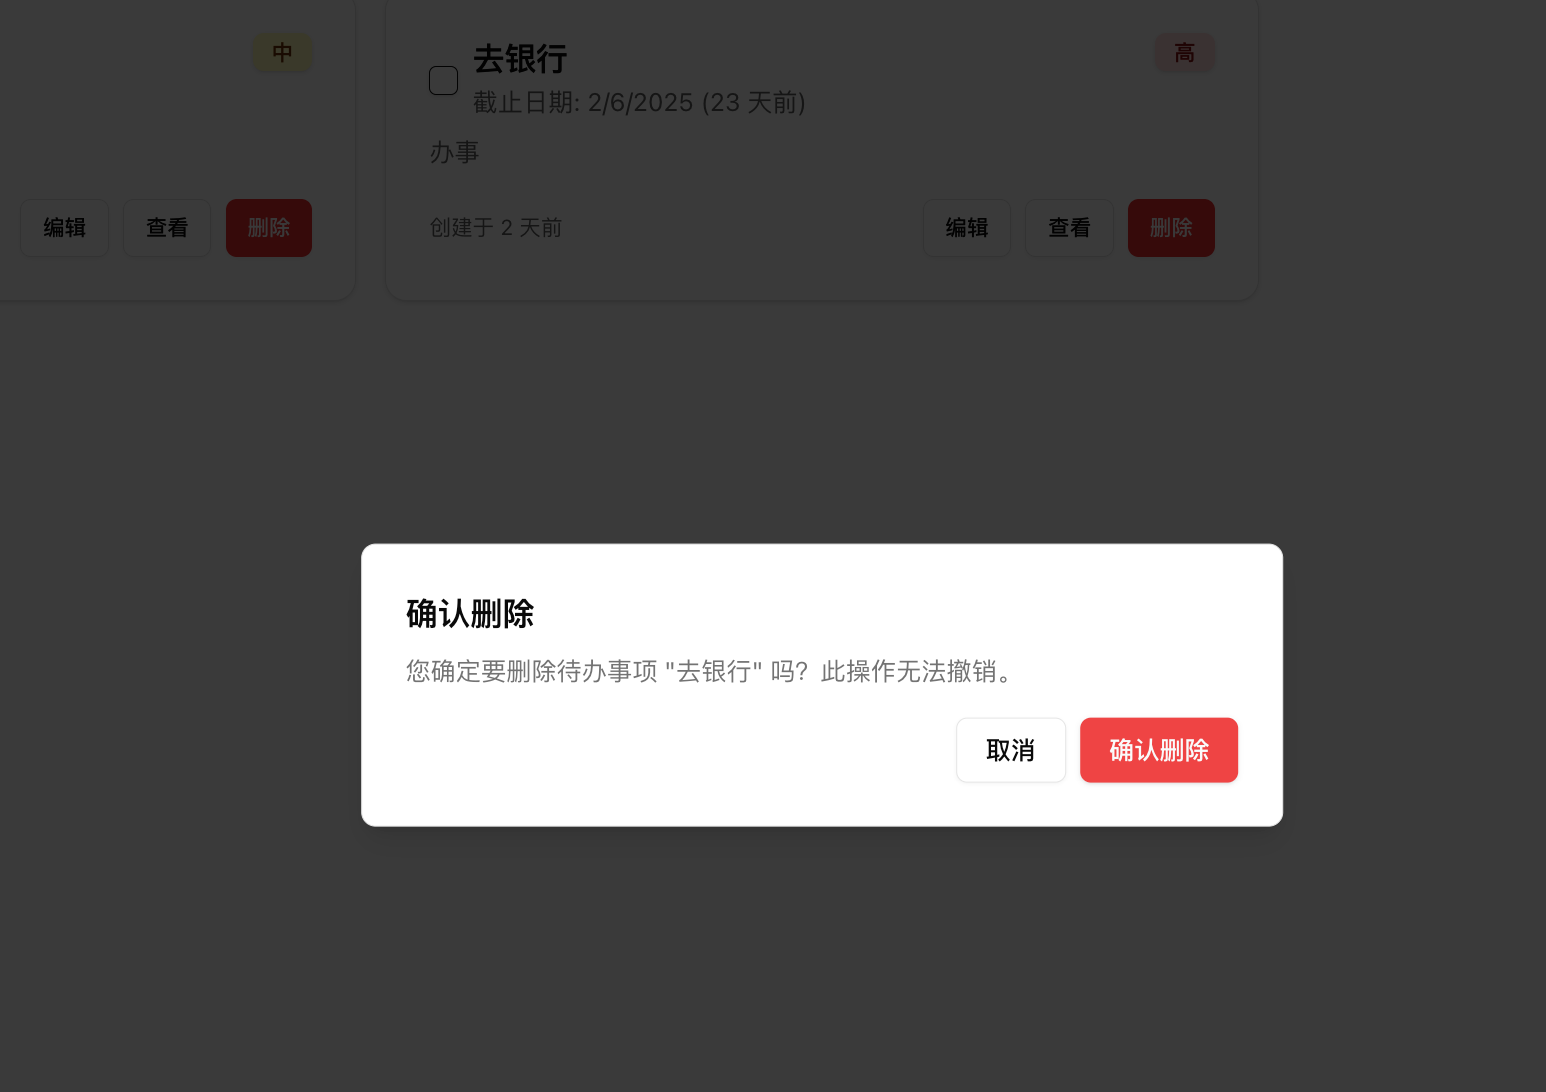 中
编辑 查看 删除
去银行
高
截止日期: 2/6/2025 (23 天前)
办事
创建于 2 天前
编辑 查看 删除
确认删除
您确定要删除待办事项 "去银行" 吗？此操作无法撤销。
取消 确认删除